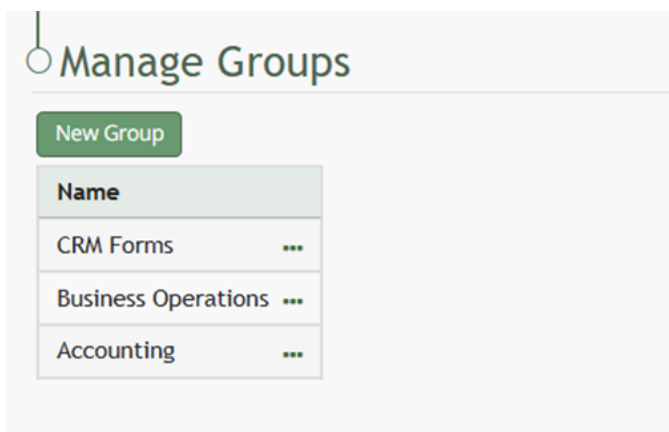 Manage Groups
New Group
Name
CRM Forms
Business Operations
Accounting